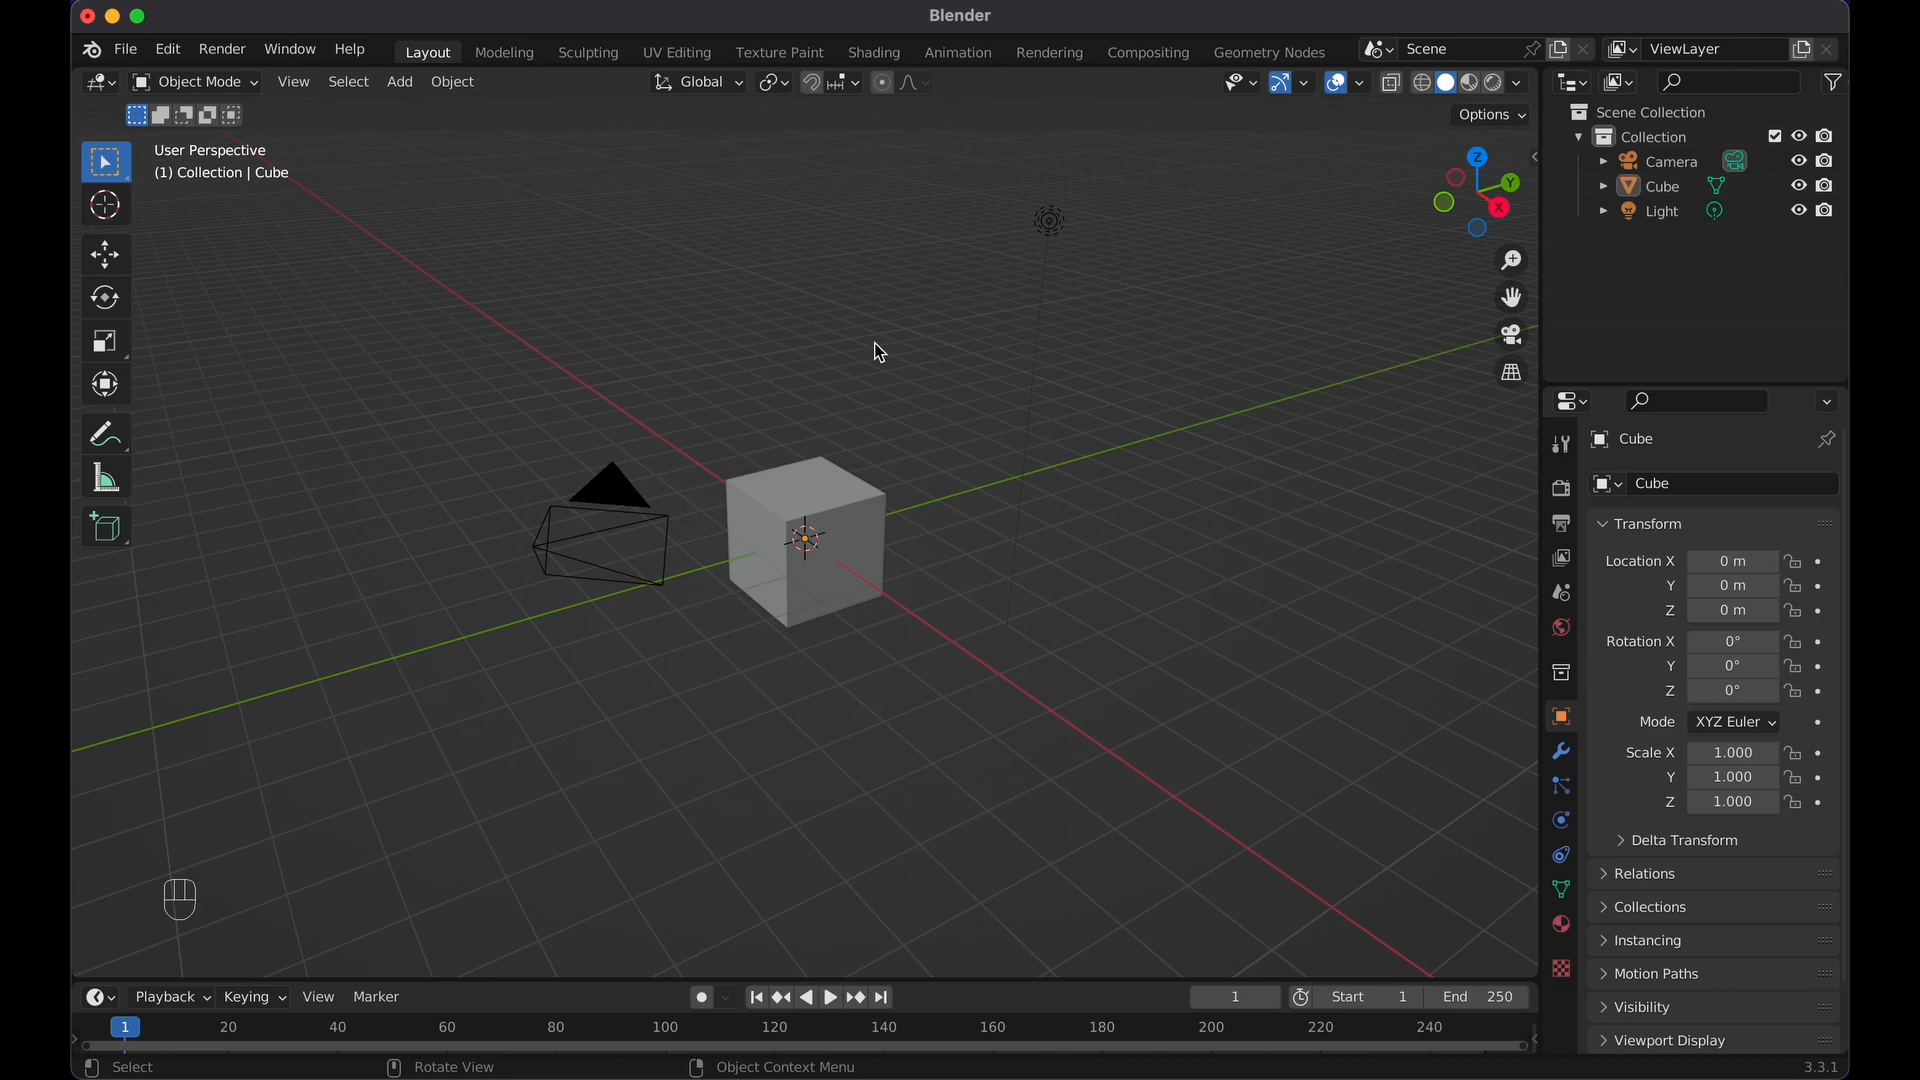 Blender
File Edit Render Window Help Layout Modeling Sculpting UV Editing Texture Paint Shading Animation Rendering Compositing Geometry Nodes Scene ViewLayer
Object Mode View Select Add Object Global
Options
User Perspective
(1) Collection | Cube
Z
Y
X
Scene Collection
Collection
Camera
Cube
Light
Cube
Cube
Transform
Location X 0 m
Y 0 m
Z 0 m
Rotation X 0°
Y 0°
Z 0°
Mode XYZ Euler
Scale X 1.000
Y 1.000
Z 1.000
Delta Transform
Relations
Collections
Instancing
Motion Paths
Visibility
Viewport Display
Playback Keying View Marker 1 Start 1 End 250
1 20 40 60 80 100 120 140 160 180 200 220 240
Select Rotate View Object Context Menu 3.3.1